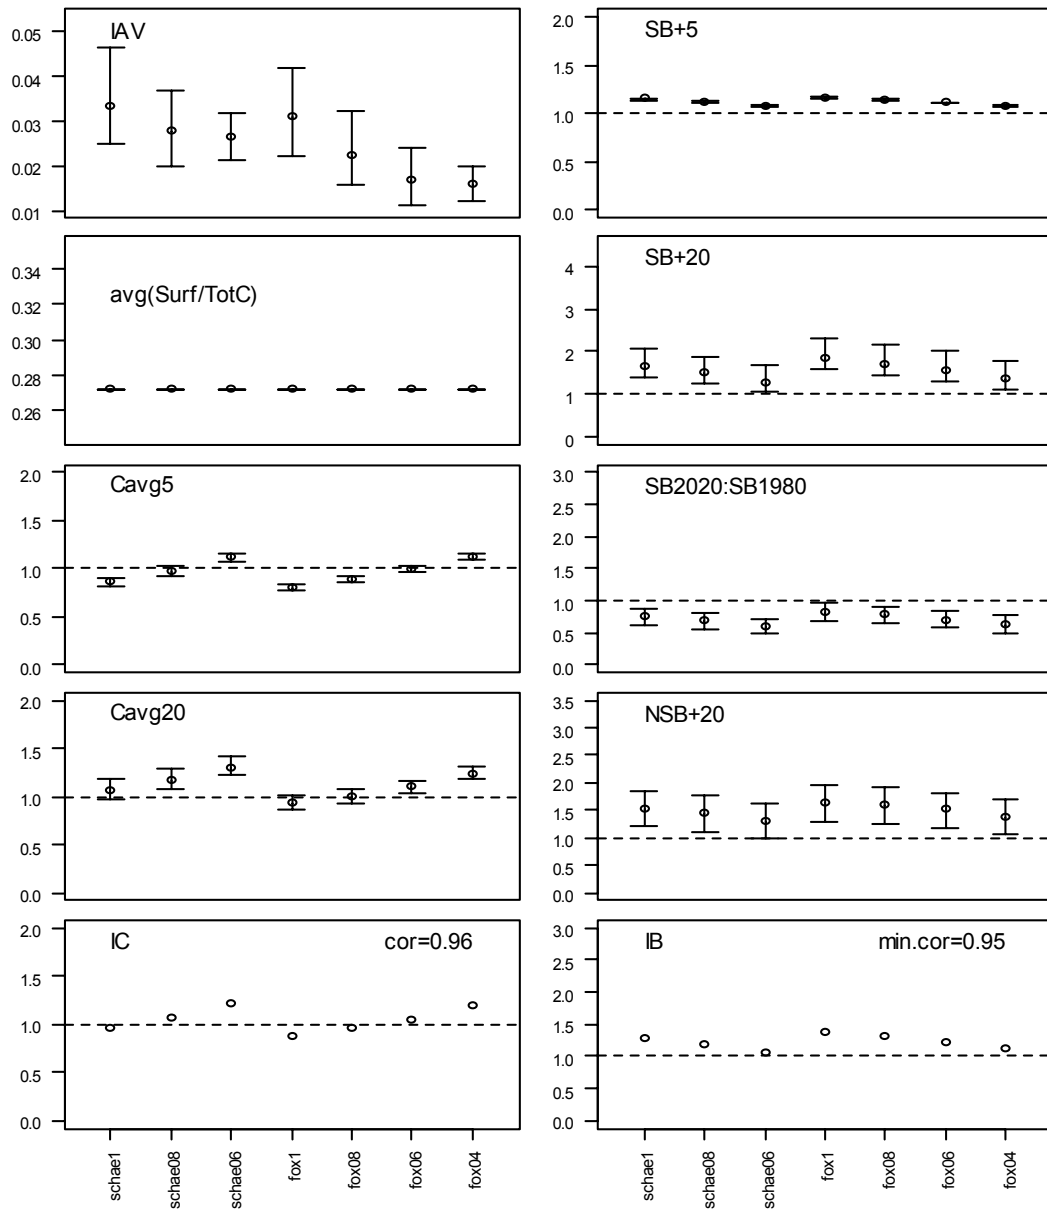 IAV
0.05
0.04
0.03
0.02
0.01
SB+5
2.0
1.5
1.0
0.5
0.0
avg(Surf/TotC)
0.34
0.32
0.30
0.28
0.26
SB+20
4
3
2
1
0
Cavg5
2.0
1.5
1.0
0.5
0.0
SB2020:SB1980
3.0
2.5
2.0
1.5
1.0
0.5
0.0
Cavg20
2.0
1.5
1.0
0.5
0.0
NSB+20
3.5
3.0
2.5
2.0
1.5
1.0
0.5
0.0
IC cor=0.96
2.0
1.5
1.0
0.5
0.0
IB min.cor=0.95
3.0
2.5
2.0
1.5
1.0
0.5
0.0
schae1
schae08
schae06
fox1
fox08
fox06
fox04
schae1
schae08
schae06
fox1
fox08
fox06
fox04